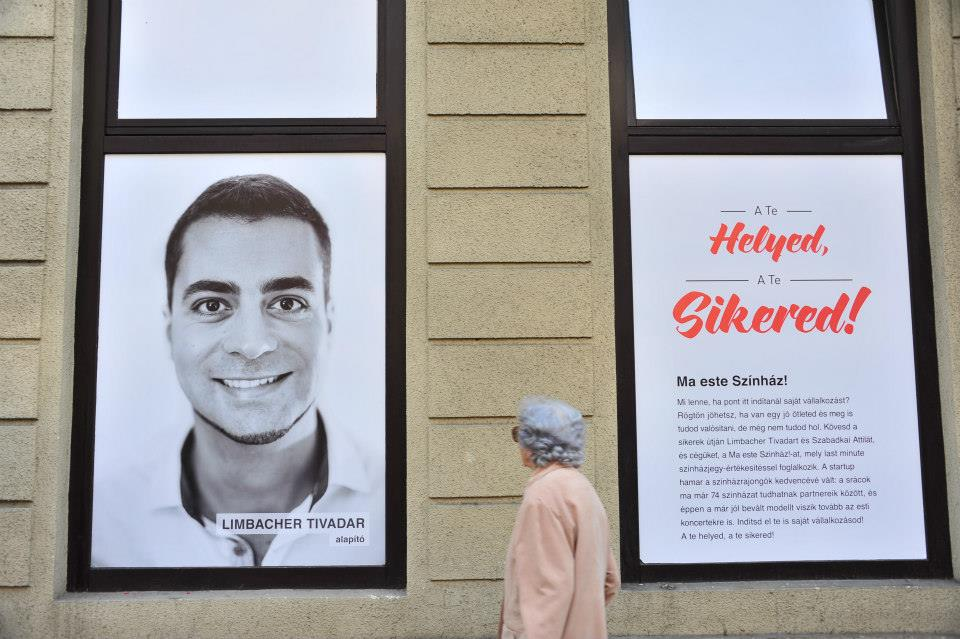 LIMBACHER TIVADAR
alapító
A Te
Helyed,
A Te
Sikered!
Ma este Színház!
Mi lenne, ha pont itt indítanál saját vállalkozást?
Rögtön jöhetsz, ha van egy jó ötleted és meg is
tudod valósítani, de még nem tudod hol. Kövesd a
sikerek útján Limbacher Tivadart és Szabadkai Attilát,
és cégüket, a Ma este Színház!-at, mely last minute
színházjegy-értékesítéssel foglalkozik. A startup
hamar a színházrajongók kedvencévé vált: a srácok
ma már 74 színházat tudhatnak partnereik között, és
éppen a már jól bevált modellt viszik tovább az esti
koncertekre is. Indítsd el te is saját vállalkozásod!
A te helyed, a te sikered!